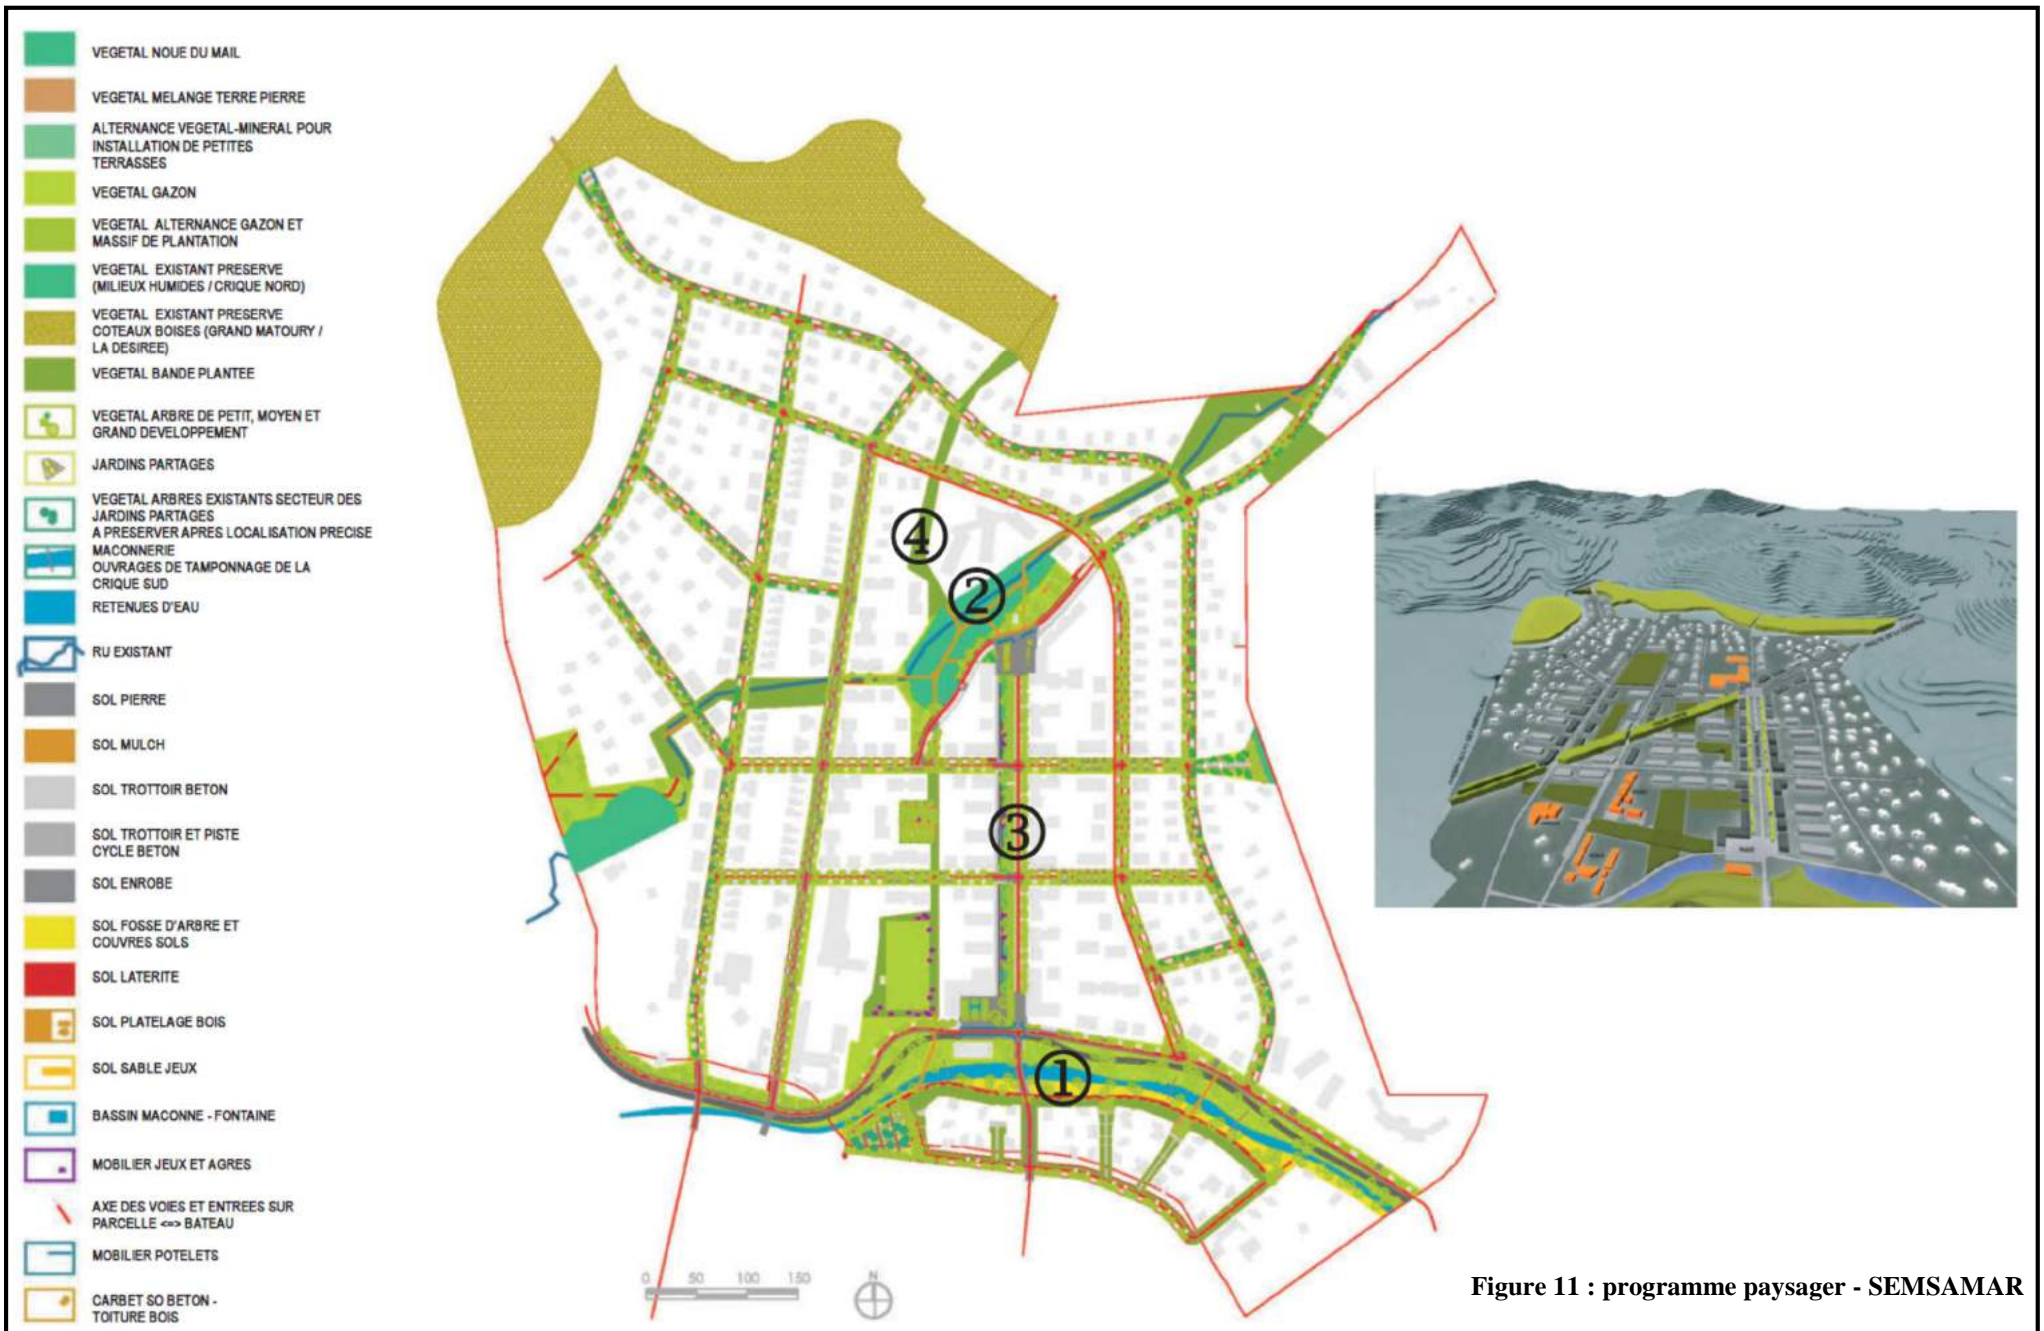 VEGETAL NOUE DU MAIL
VEGETAL MELANGE TERRE PIERRE
ALTERNANCE VEGETAL-MINERAL POUR
INSTALLATION DE PETITES
TERRASSES
VEGETAL GAZON
VEGETAL ALTERNANCE GAZON ET
MASSIF DE PLANTATION
VEGETAL EXISTANT PRESERVE
(MILIEUX HUMIDES / CRIQUE NORD)
VEGETAL EXISTANT PRESERVE
COTEAUX BOISES (GRAND MATOURY /
LA DESIREE)
VEGETAL BANDE PLANTEE
VEGETAL ARBRE DE PETIT, MOYEN ET
GRAND DEVELOPPEMENT
JARDINS PARTAGES
VEGETAL ARBRES EXISTANTS SECTEUR DES
JARDINS PARTAGES
A PRESERVER APRES LOCALISATION PRECISE
MACONNERIE
OUVRAGES DE TAMPONNAGE DE LA
CRIQUE SUD
RETENUES D'EAU
RU EXISTANT
SOL PIERRE
SOL MULCH
SOL TROTTOIR BETON
SOL TROTTOIR ET PISTE
CYCLE BETON
SOL ENROBE
SOL FOSSE D'ARBRE ET
COUVRES SOLS
SOL LATERITE
SOL PLATELAGE BOIS
SOL SABLE JEUX
BASSIN MACONNE - FONTAINE
MOBILIER JEUX ET AGRES
AXE DES VOIES ET ENTREES SUR
PARCELLE <=> BATEAU
MOBILIER POTELETS
CARBET SO BETON -
TOITURE BOIS
④
②
③
①
0 50 100 150
N
Figure 11 : programme paysager - SEMSAMAR